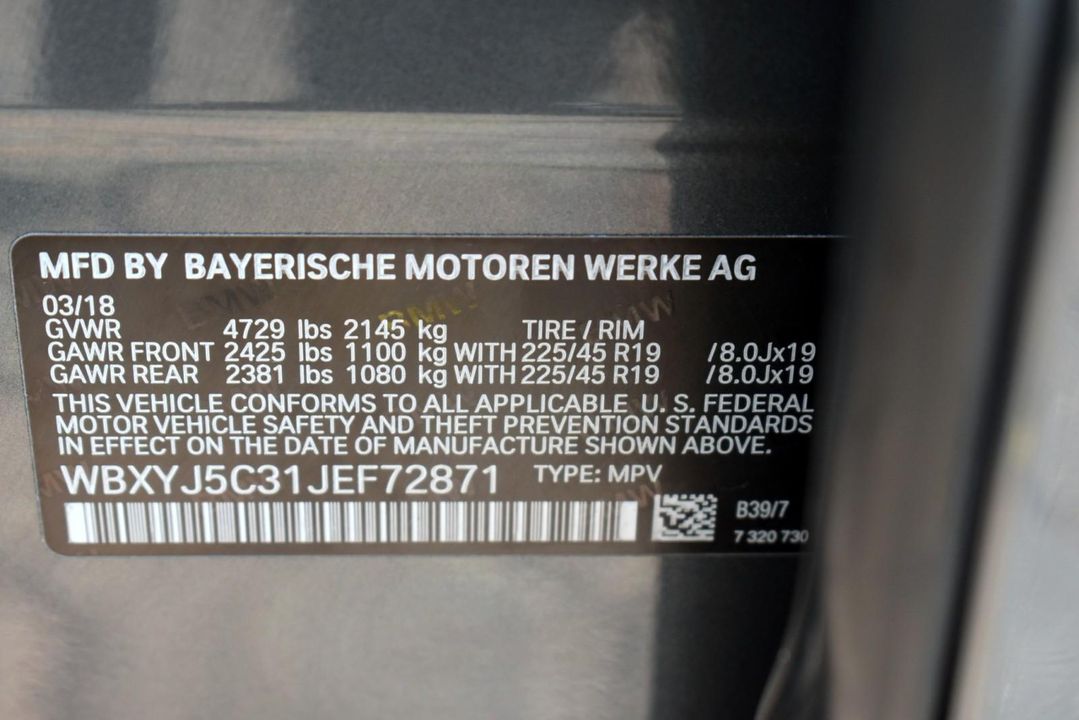 MFD BY BAYERISCHE MOTOREN WERKE AG
03/18
GVWR 4729 lbs 2145 kg TIRE / RIM
GAWR FRONT 2425 lbs 1100 kg WITH 225/45 R19 /8.0Jx19
GAWR REAR 2381 lbs 1080 kg WITH 225/45 R19 /8.0Jx19
THIS VEHICLE CONFORMS TO ALL APPLICABLE U. S. FEDERAL
MOTOR VEHICLE SAFETY AND THEFT PREVENTION STANDARDS
IN EFFECT ON THE DATE OF MANUFACTURE SHOWN ABOVE.
WBXYJ5C31JEF72871 TYPE: MPV
B39/7
7 320 730